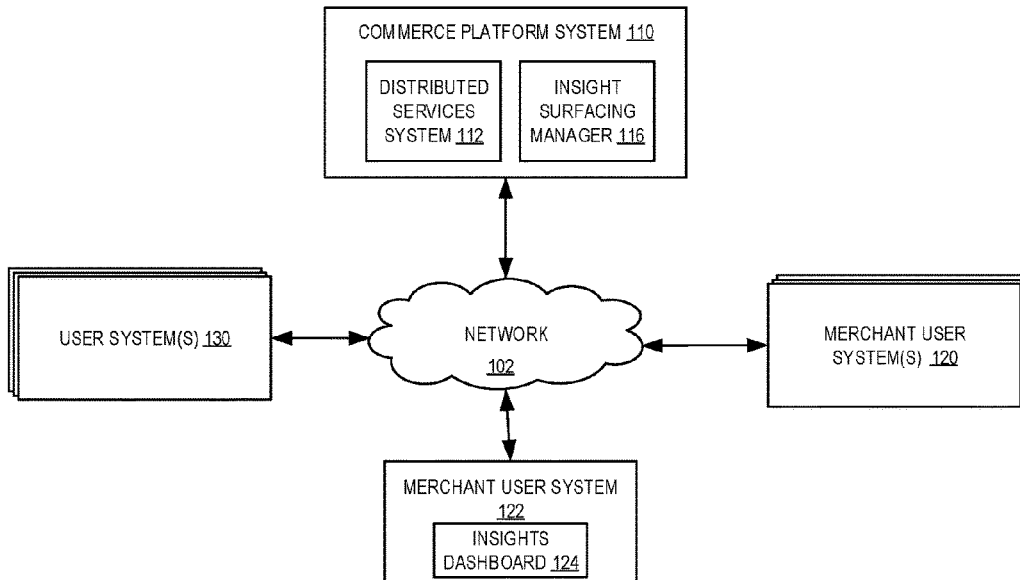 COMMERCE PLATFORM SYSTEM 110
DISTRIBUTED
SERVICES
SYSTEM 112
INSIGHT
SURFACING
MANAGER 116
USER SYSTEM(S) 130
NETWORK
102
MERCHANT USER
SYSTEM(S) 120
MERCHANT USER SYSTEM
122
INSIGHTS
DASHBOARD 124